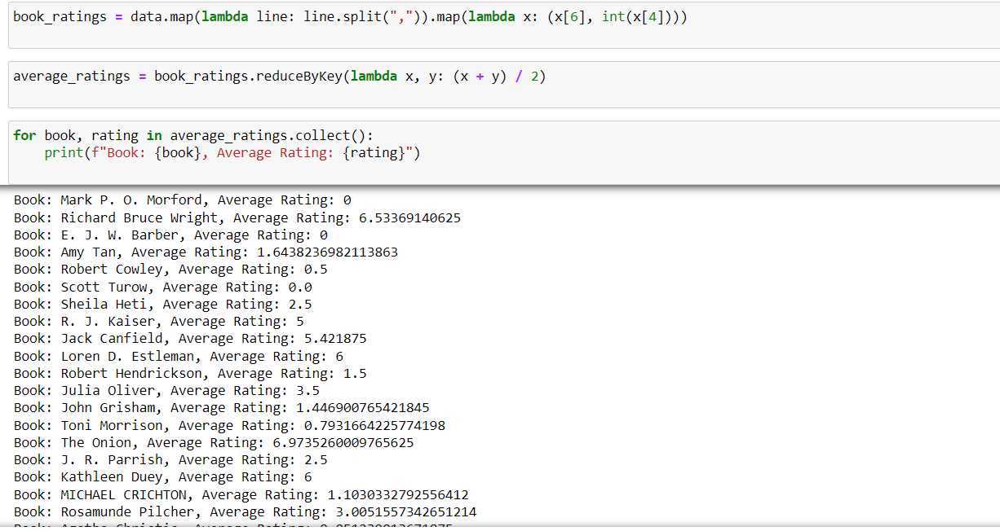 book_ratings = data.map(lambda line: line.split(",")).map(lambda x: (x[6], int(x[4])))
average_ratings = book_ratings.reduceByKey(lambda x, y: (x + y) / 2)
for book, rating in average_ratings.collect():
    print(f"Book: {book}, Average Rating: {rating}")
Book: Mark P. O. Morford, Average Rating: 0
Book: Richard Bruce Wright, Average Rating: 6.53369140625
Book: E. J. W. Barber, Average Rating: 0
Book: Amy Tan, Average Rating: 1.6438236982113863
Book: Robert Cowley, Average Rating: 0.5
Book: Scott Turow, Average Rating: 0.0
Book: Sheila Heti, Average Rating: 2.5
Book: R. J. Kaiser, Average Rating: 5
Book: Jack Canfield, Average Rating: 5.421875
Book: Loren D. Estleman, Average Rating: 6
Book: Robert Hendrickson, Average Rating: 1.5
Book: Julia Oliver, Average Rating: 3.5
Book: John Grisham, Average Rating: 1.446900765421845
Book: Toni Morrison, Average Rating: 0.7931664225774198
Book: The Onion, Average Rating: 6.9735260009765625
Book: J. R. Parrish, Average Rating: 2.5
Book: Kathleen Duey, Average Rating: 6
Book: MICHAEL CRICHTON, Average Rating: 1.1030332792556412
Book: Rosamunde Pilcher, Average Rating: 3.0051557342651214